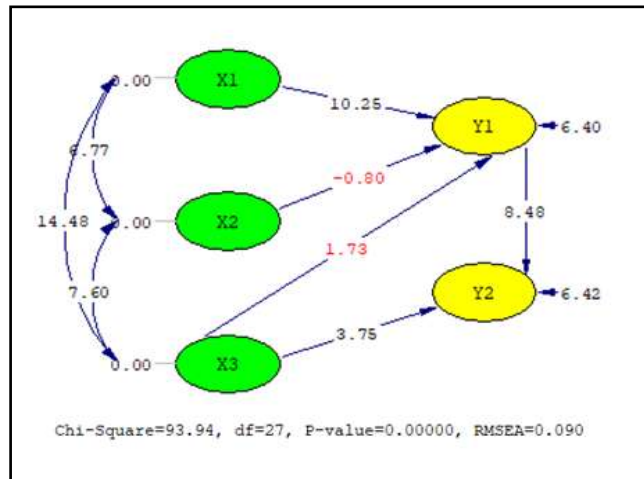 0.00
X1
10.25
Y1
6.40
6.77
-0.80
14.48
0.00
X2
8.48
1.73
7.60
Y2
6.42
3.75
0.00
X3
Chi-Square=93.94, df=27, P-value=0.00000, RMSEA=0.090